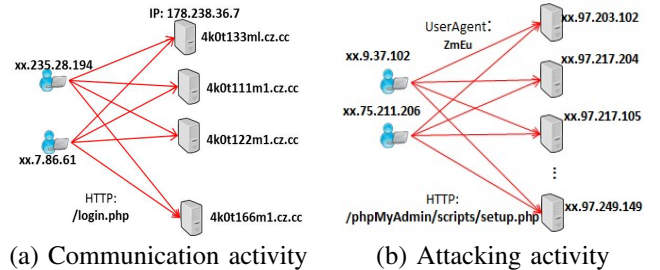 IP: 178.238.36.7
4k0t133ml.cz.cc
xx.235.28.194
4k0t111m1.cz.cc
4k0t122m1.cz.cc
xx.7.86.61
HTTP:
/login.php
4k0t166m1.cz.cc
(a) Communication activity
UserAgent:
ZmEu
xx.97.203.102
xx.9.37.102
xx.97.217.204
xx.75.211.206
xx.97.217.105
...
HTTP:
/phpMyAdmin/scripts/setup.php
xx.97.249.149
(b) Attacking activity